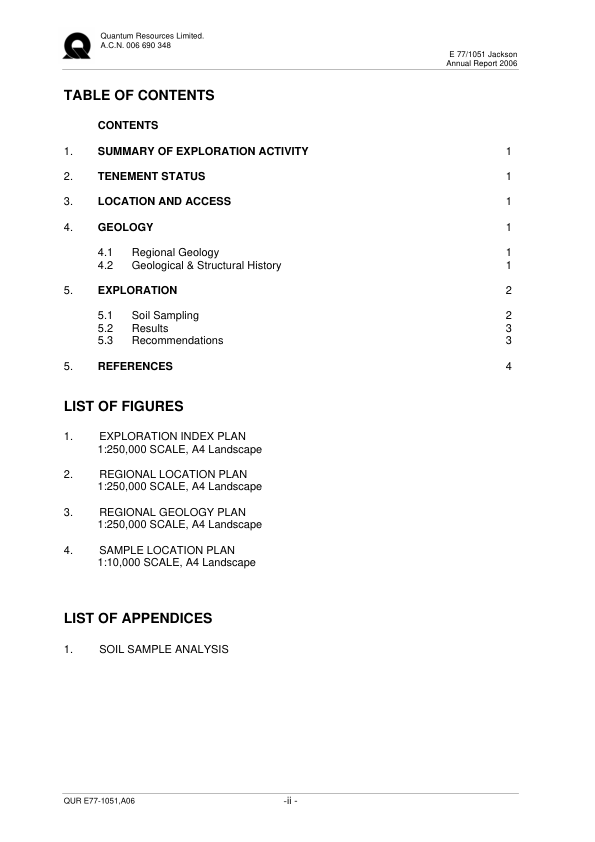 Quantum Resources Limited.
A.C.N. 006 690 348
E 77/1051 Jackson
Annual Report 2006
TABLE OF CONTENTS
CONTENTS
1. SUMMARY OF EXPLORATION ACTIVITY 1
2. TENEMENT STATUS 1
3. LOCATION AND ACCESS 1
4. GEOLOGY 1
4.1 Regional Geology 1
4.2 Geological & Structural History 1
5. EXPLORATION 2
5.1 Soil Sampling 2
5.2 Results 3
5.3 Recommendations 3
5. REFERENCES 4
LIST OF FIGURES
1. EXPLORATION INDEX PLAN
1:250,000 SCALE, A4 Landscape
2. REGIONAL LOCATION PLAN
1:250,000 SCALE, A4 Landscape
3. REGIONAL GEOLOGY PLAN
1:250,000 SCALE, A4 Landscape
4. SAMPLE LOCATION PLAN
1:10,000 SCALE, A4 Landscape
LIST OF APPENDICES
1. SOIL SAMPLE ANALYSIS
QUR E77-1051,A06 -ii -